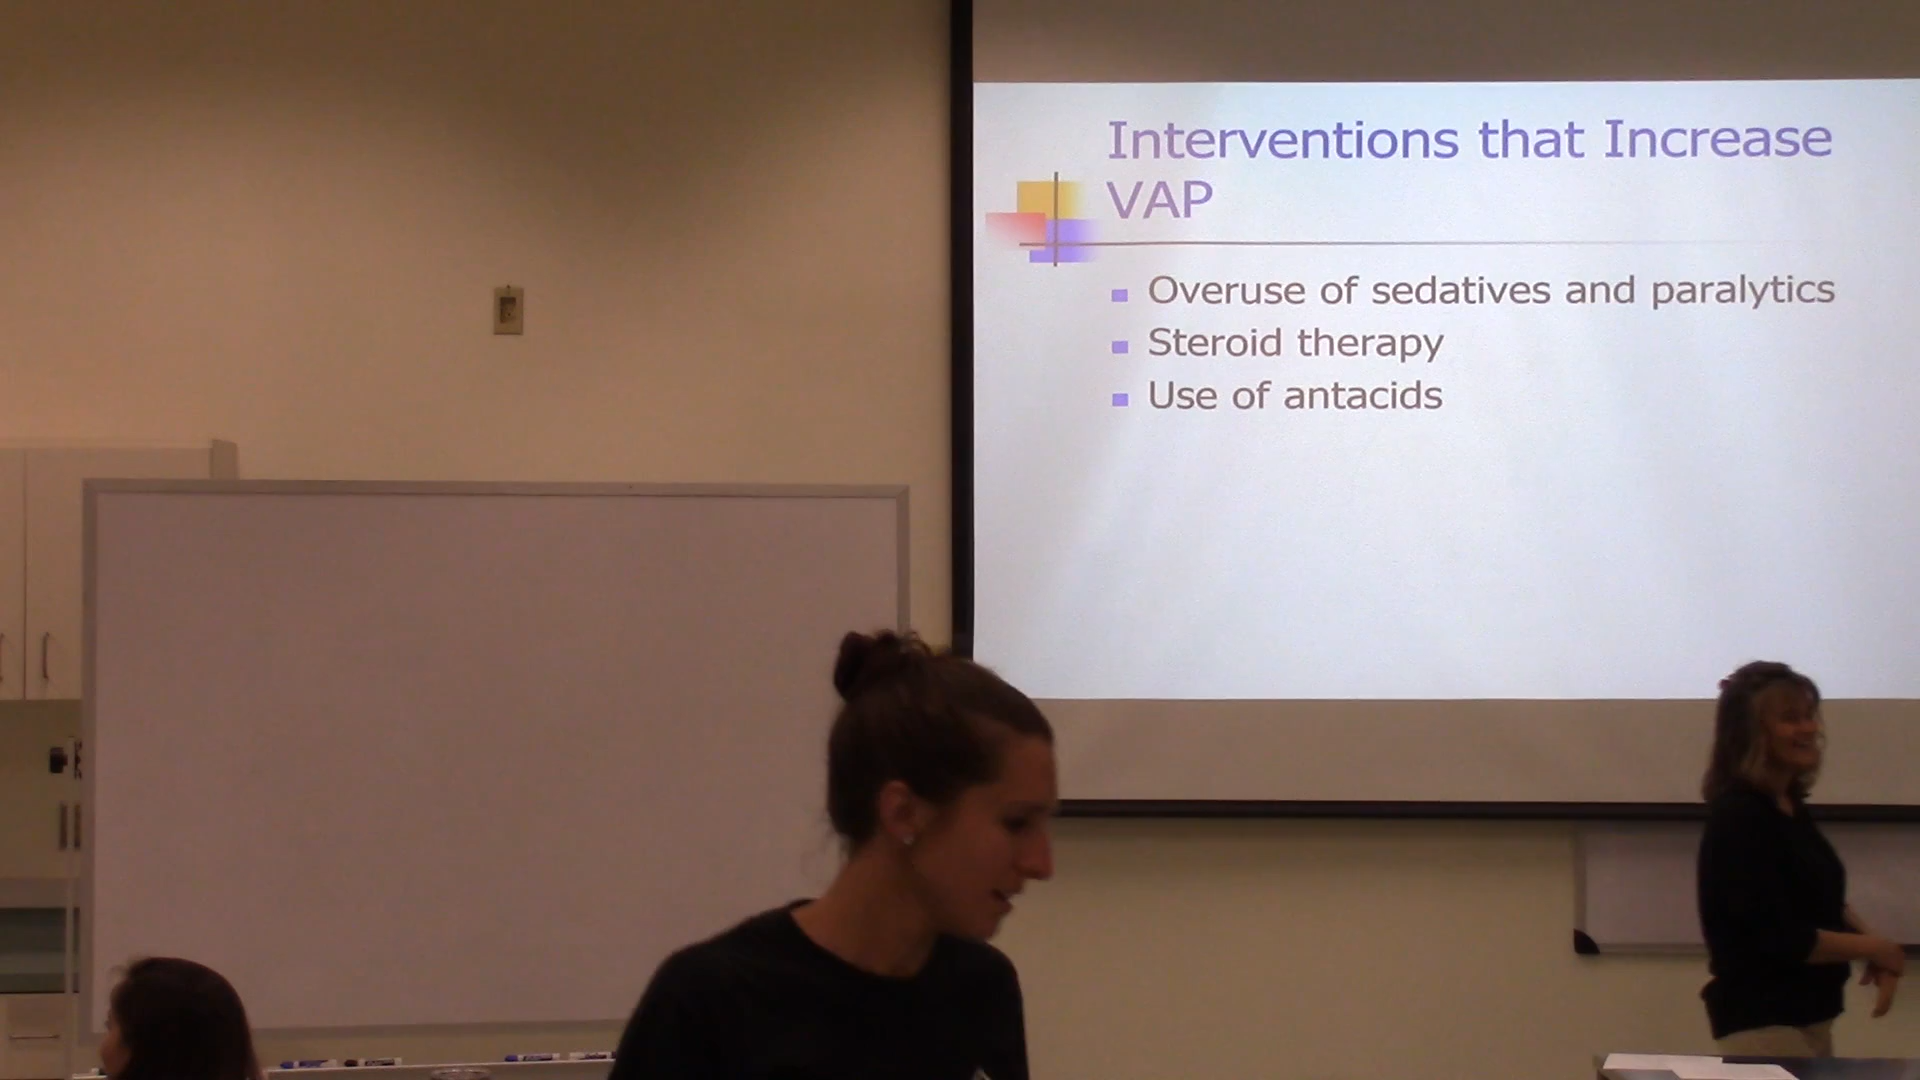 Interventions that Increase
VAP
Overuse of sedatives and paralytics
Steroid therapy
Use of antacids